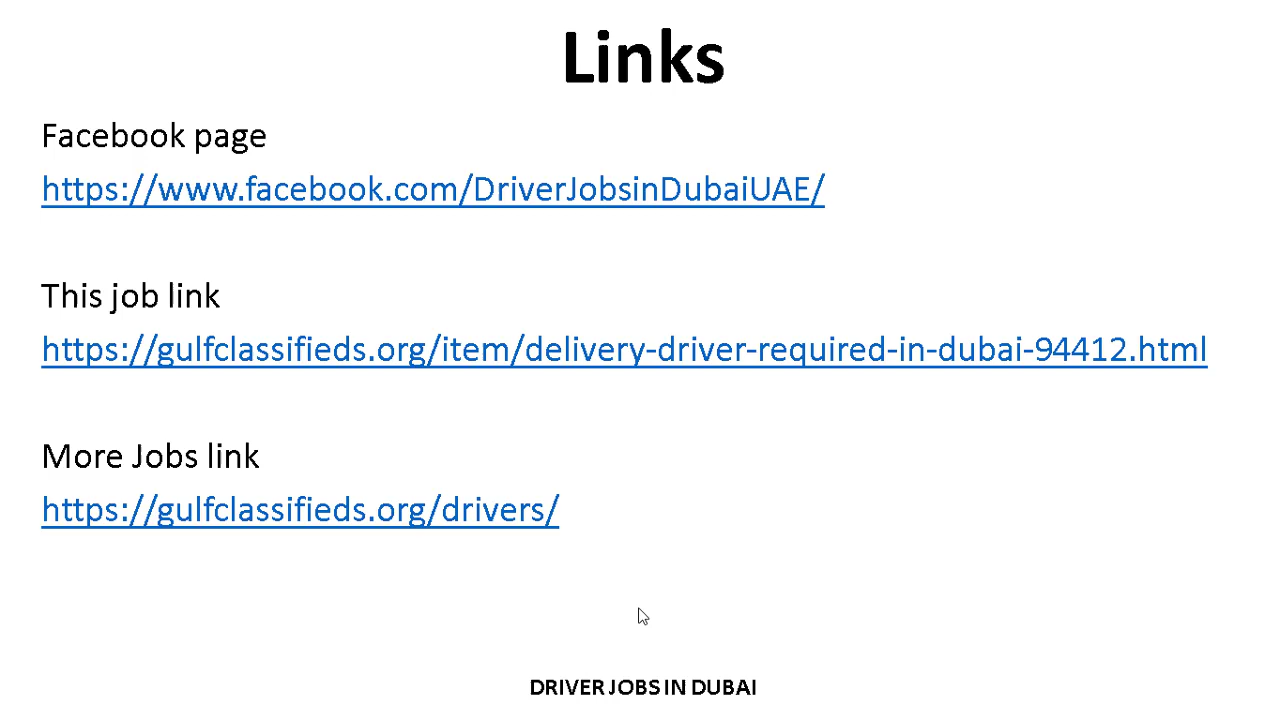 Links
Facebook page
https://www.facebook.com/DriverJobsinDubaiUAE/
This job link
https://gulfclassifieds.org/item/delivery-driver-required-in-dubai-94412.html
More Jobs link
https://gulfclassifieds.org/drivers/
DRIVER JOBS IN DUBAI